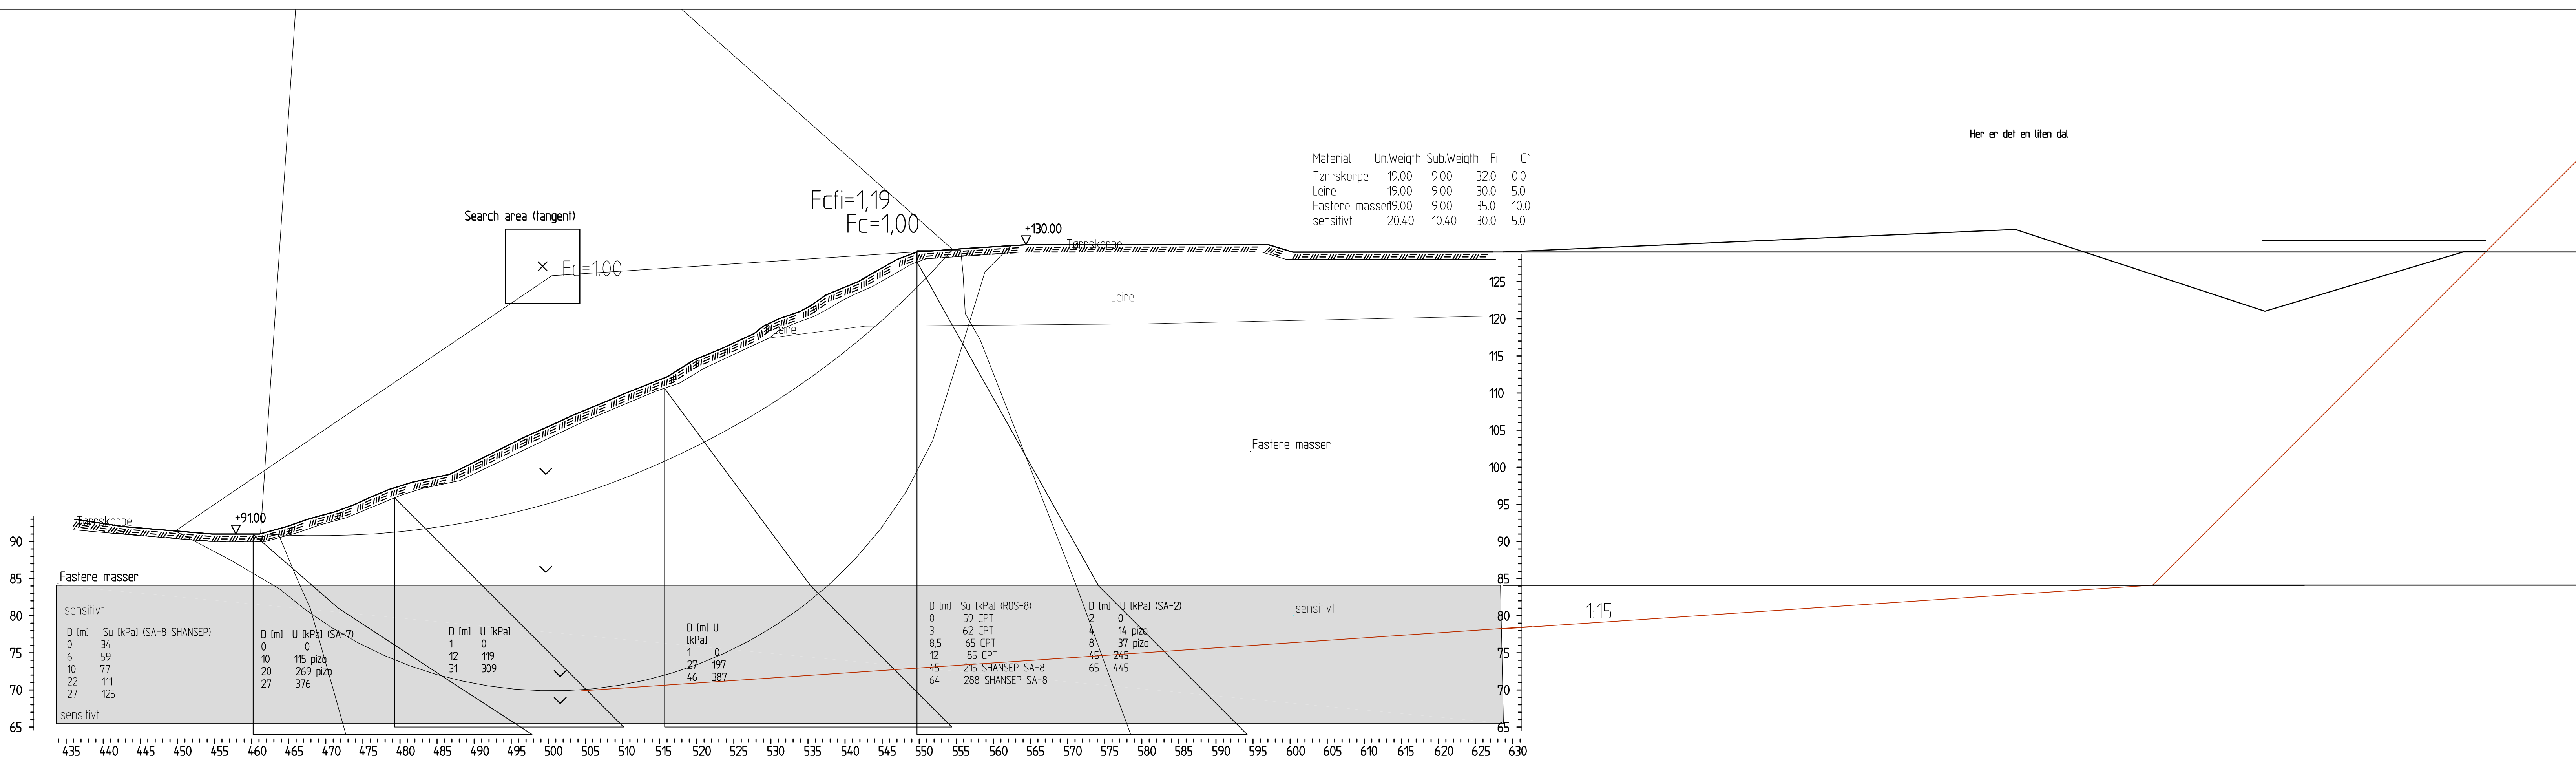 Her er det en liten dal
Material Un.Weigth Sub.Weigth Fi C`
Tørrskorpe 19.00 9.00 32.0 0.0
Leire 19.00 9.00 30.0 5.0
Fastere masser 19.00 9.00 35.0 10.0
sensitivt 20.40 10.40 30.0 5.0
Fcfi=1,19
Fc=1,00
Search area (tangent)
Fc=1.00
+130.00
Tørrskorpe
Leire
Leire
Fastere masser
+91.00
Tørrskorpe
Fastere masser
sensitivt
D [m] Su [kPa] (SA-8 SHANSEP)
0 34
6 59
10 77
22 111
27 125
sensitivt
D [m] U [kPa] (SA-7)
0 0
10 115 pizo
20 269 pizo
27 376
D [m] U [kPa]
1 0
12 119
31 309
D [m] U
[kPa]
1 0
27 197
46 387
D [m] Su [kPa] (ROS-8)
0 59 CPT
3 62 CPT
8,5 65 CPT
12 85 CPT
45 215 SHANSEP SA-8
64 288 SHANSEP SA-8
D [m] U [kPa] (SA-2)
2 0
4 14 pizo
8 37 pizo
45 245
65 445
sensitivt
1:15
90
85
80
75
70
65
125
120
115
110
105
100
95
90
85
80
75
70
65
435 440 445 450 455 460 465 470 475 480 485 490 495 500 505 510 515 520 525 530 535 540 545 550 555 560 565 570 575 580 585 590 595 600 605 610 615 620 625 630